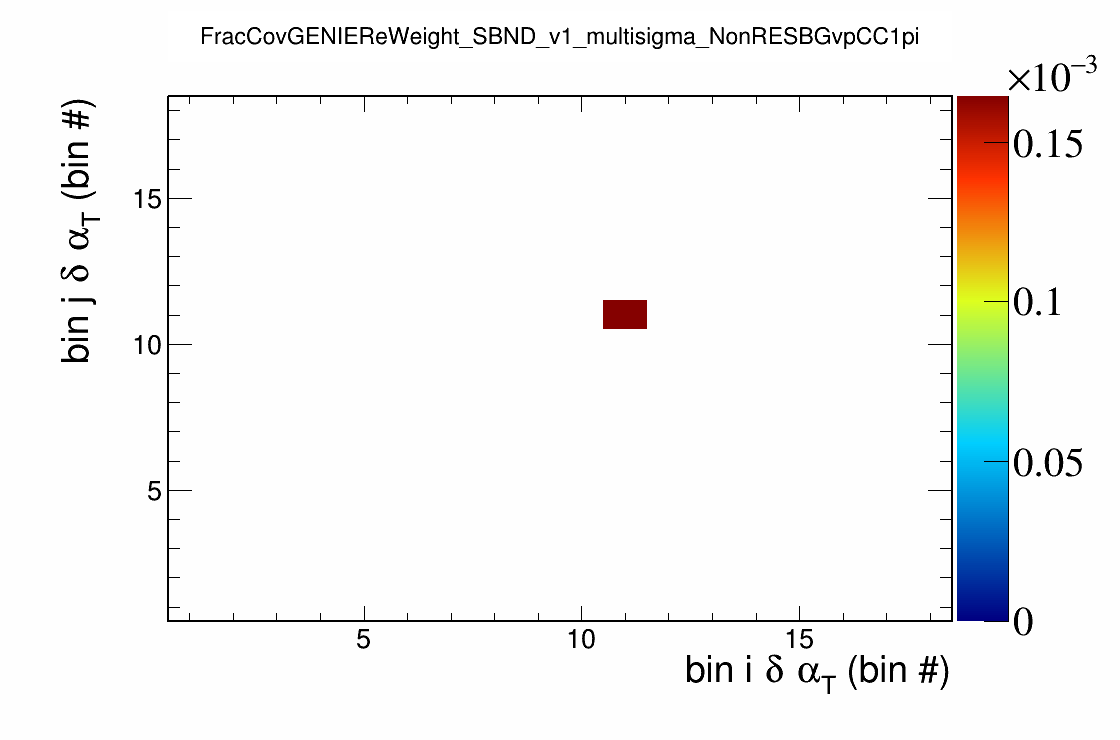 FracCovGENIEReWeight_SBND_v1_multisigma_NonRESBGvpCC1pi
×10⁻³
bin j δ α_T (bin #)
15
10
5
0.15
0.1
0.05
0
5 10 15
bin i δ α_T (bin #)